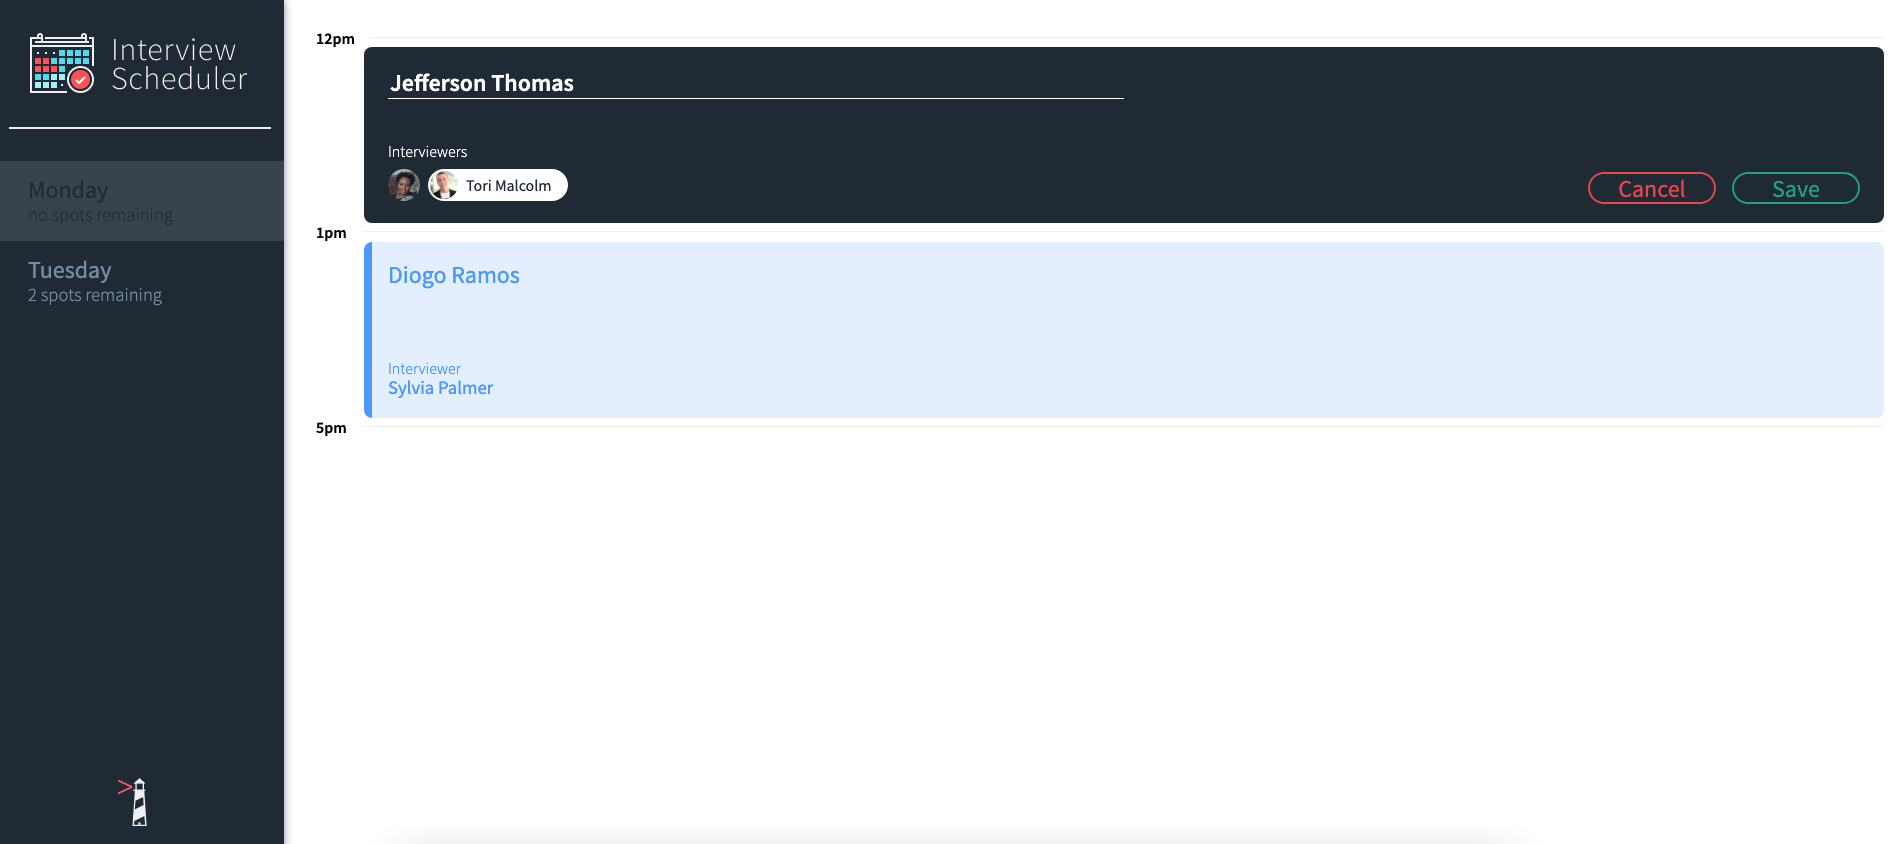 Interview
Scheduler
Monday
no spots remaining
Tuesday
2 spots remaining
12pm
Jefferson Thomas
Interviewers
Tori Malcolm
Cancel
Save
1pm
Diogo Ramos
Interviewer
Sylvia Palmer
5pm